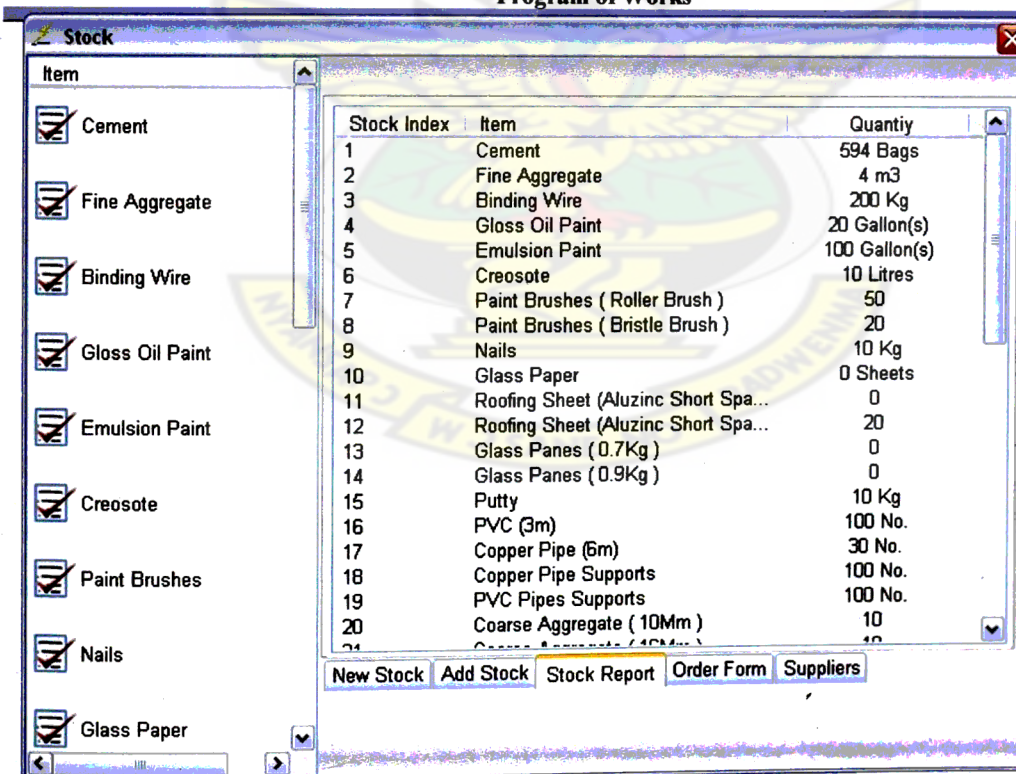 Program of Works
Stock
Item
Cement
Fine Aggregate
Binding Wire
Gloss Oil Paint
Emulsion Paint
Creosote
Paint Brushes
Nails
Glass Paper
Stock Index Item Quantiy
1 Cement 594 Bags
2 Fine Aggregate 4 m3
3 Binding Wire 200 Kg
4 Gloss Oil Paint 20 Gallon(s)
5 Emulsion Paint 100 Gallon(s)
6 Creosote 10 Litres
7 Paint Brushes ( Roller Brush ) 50
8 Paint Brushes ( Bristle Brush ) 20
9 Nails 10 Kg
10 Glass Paper 0 Sheets
11 Roofing Sheet (Aluzinc Short Spa... 0
12 Roofing Sheet (Aluzinc Short Spa... 20
13 Glass Panes ( 0.7Kg ) 0
14 Glass Panes ( 0.9Kg ) 0
15 Putty 10 Kg
16 PVC (3m) 100 No.
17 Copper Pipe (6m) 30 No.
18 Copper Pipe Supports 100 No.
19 PVC Pipes Supports 100 No.
20 Coarse Aggregate ( 10Mm ) 10
New Stock Add Stock Stock Report Order Form Suppliers